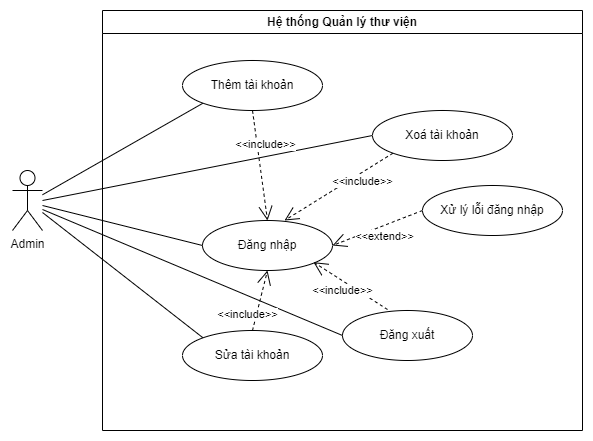 Hệ thống Quản lý thư viện
Thêm tài khoản
<<include>>
Xoá tài khoản
<<include>>
Xử lý lỗi đăng nhập
Admin
Đăng nhập
<<extend>>
<<include>>
<<include>>
Đăng xuất
Sửa tài khoản